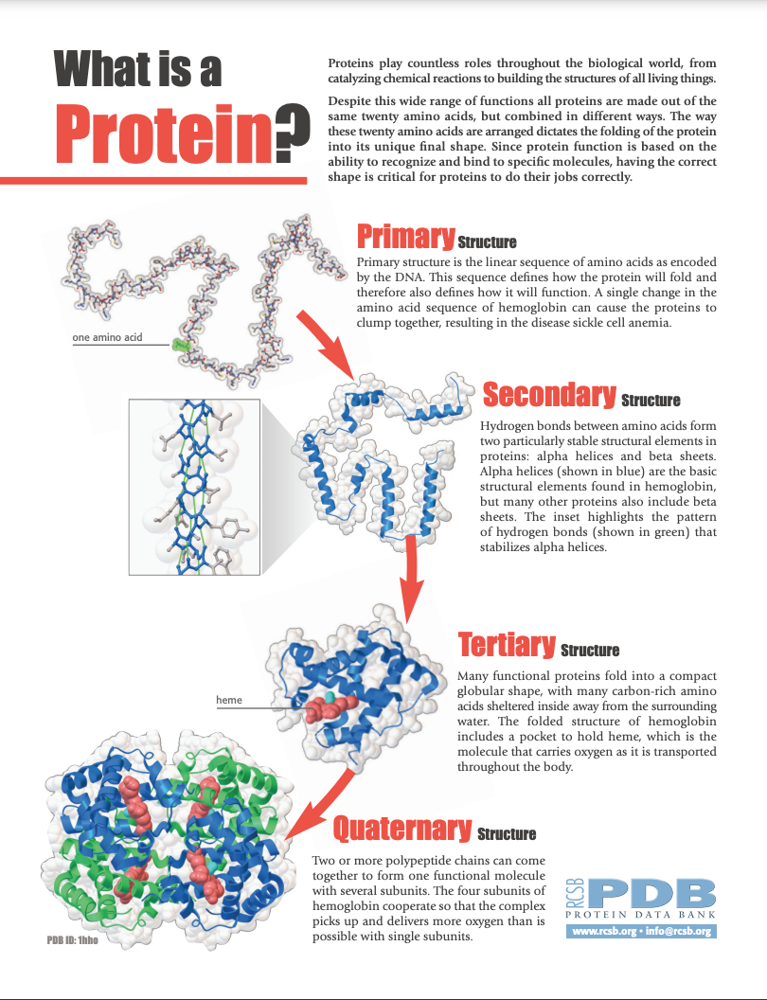 What is a
Protein?
Proteins play countless roles throughout the biological world, from
catalyzing chemical reactions to building the structures of all living things.
Despite this wide range of functions all proteins are made out of the
same twenty amino acids, but combined in different ways. The way
these twenty amino acids are arranged dictates the folding of the protein
into its unique final shape. Since protein function is based on the
ability to recognize and bind to specific molecules, having the correct
shape is critical for proteins to do their jobs correctly.
Primary Structure
Primary structure is the linear sequence of amino acids as encoded
by the DNA. This sequence defines how the protein will fold and
therefore also defines how it will function. A single change in the
amino acid sequence of hemoglobin can cause the proteins to
clump together, resulting in the disease sickle cell anemia.
one amino acid
Secondary Structure
Hydrogen bonds between amino acids form
two particularly stable structural elements in
proteins: alpha helices and beta sheets.
Alpha helices (shown in blue) are the basic
structural elements found in hemoglobin,
but many other proteins also include beta
sheets. The inset highlights the pattern
of hydrogen bonds (shown in green) that
stabilizes alpha helices.
Tertiary Structure
Many functional proteins fold into a compact
globular shape, with many carbon-rich amino
acids sheltered inside away from the surrounding
water. The folded structure of hemoglobin
includes a pocket to hold heme, which is the
molecule that carries oxygen as it is transported
throughout the body.
heme
Quaternary Structure
Two or more polypeptide chains can come
together to form one functional molecule
with several subunits. The four subunits of
hemoglobin cooperate so that the complex
picks up and delivers more oxygen than is
possible with single subunits.
PDB ID: 1hho
RCSB PDB
PROTEIN DATA BANK
www.rcsb.org • info@rcsb.org